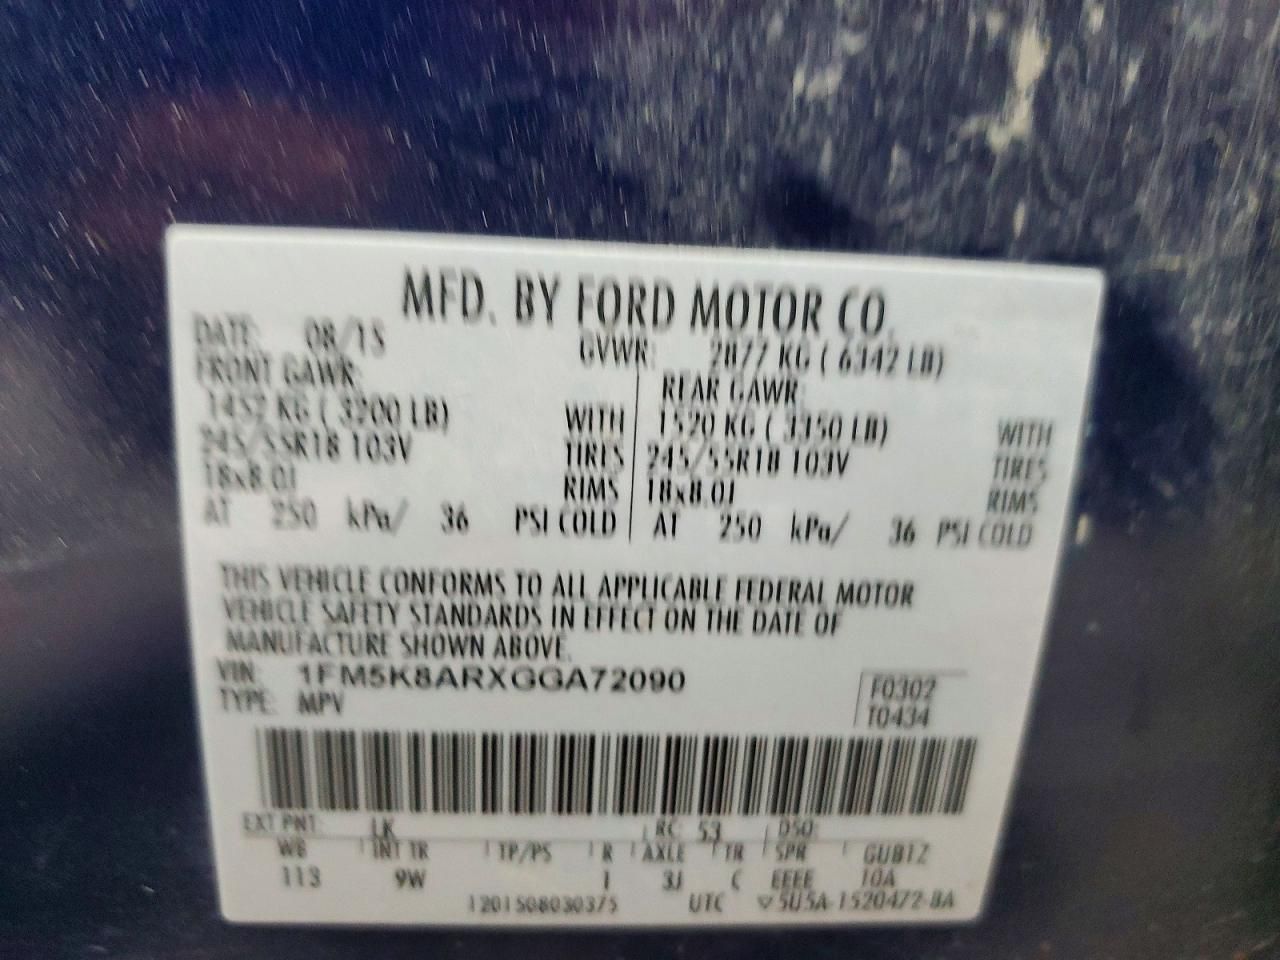 MFD. BY FORD MOTOR CO.
DATE: 08/15 GVWR: 2877 KG ( 6342 LB)
FRONT GAWR: REAR GAWR:
1452 KG ( 3200 LB) WITH 1520 KG ( 3350 LB) WITH
245/55R18 103V TIRES 245/55R18 103V TIRES
18x8.0J RIMS 18x8.0J RIMS
AT 250 kPa/ 36 PSI COLD AT 250 kPa/ 36 PSI COLD
THIS VEHICLE CONFORMS TO ALL APPLICABLE FEDERAL MOTOR
VEHICLE SAFETY STANDARDS IN EFFECT ON THE DATE OF
MANUFACTURE SHOWN ABOVE.
VIN: 1FM5K8ARXGGA72090 F0302
TYPE: MPV T0434
EXT PNT: LK RC: 53 DSO:
WB INT TR TP/PS R AXLE TR SPR GUB1Z
113 9W I 3J C EEEE 10A
1201508030375 UTC ▽5U5A-1520472-BA